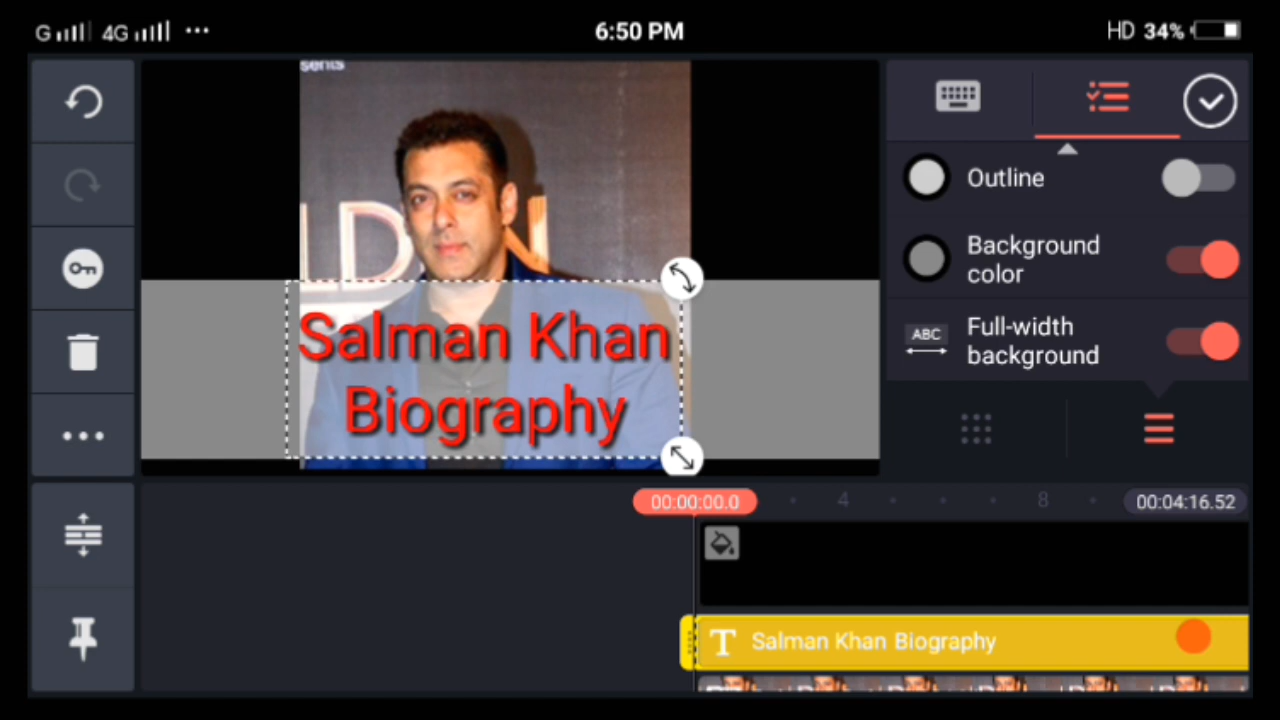 G 4G ... 6:50 PM HD 34%
sents
Outline
Background
color
ABC
Full-width
background
Salman Khan
Biography
00:00:00.0 4 8 00:04:16.52
T Salman Khan Biography